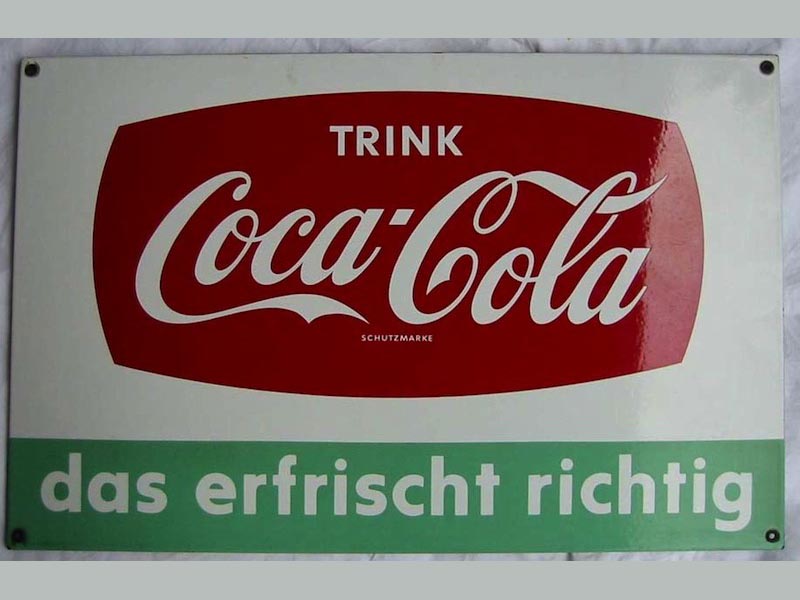 TRINK
Coca-Cola
SCHUTZMARKE
das erfrischt richtig